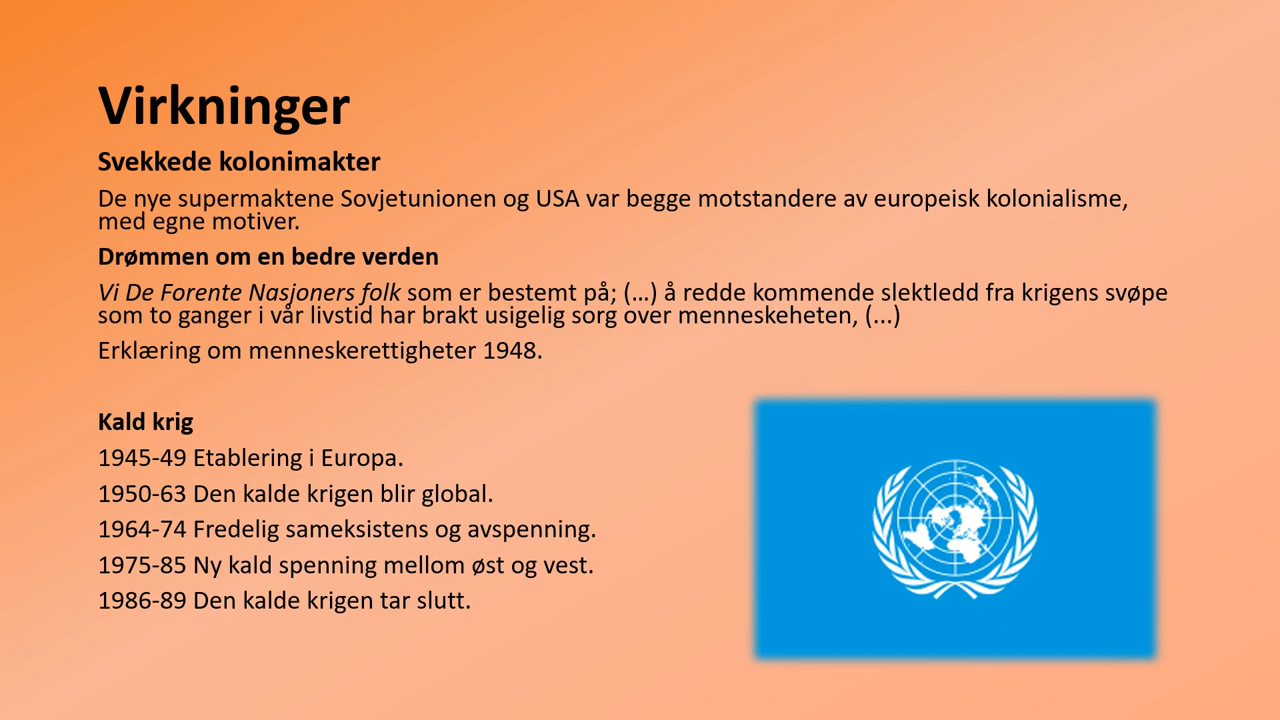 Virkninger
Svekkede kolonimakter
De nye supermaktene Sovjetunionen og USA var begge motstandere av europeisk kolonialisme,
med egne motiver.
Drømmen om en bedre verden
Vi De Forente Nasjoners folk som er bestemt på; (…) å redde kommende slektledd fra krigens svøpe
som to ganger i vår livstid har brakt usigelig sorg over menneskeheten, (...)
Erklæring om menneskerettigheter 1948.
Kald krig
1945-49 Etablering i Europa.
1950-63 Den kalde krigen blir global.
1964-74 Fredelig sameksistens og avspenning.
1975-85 Ny kald spenning mellom øst og vest.
1986-89 Den kalde krigen tar slutt.